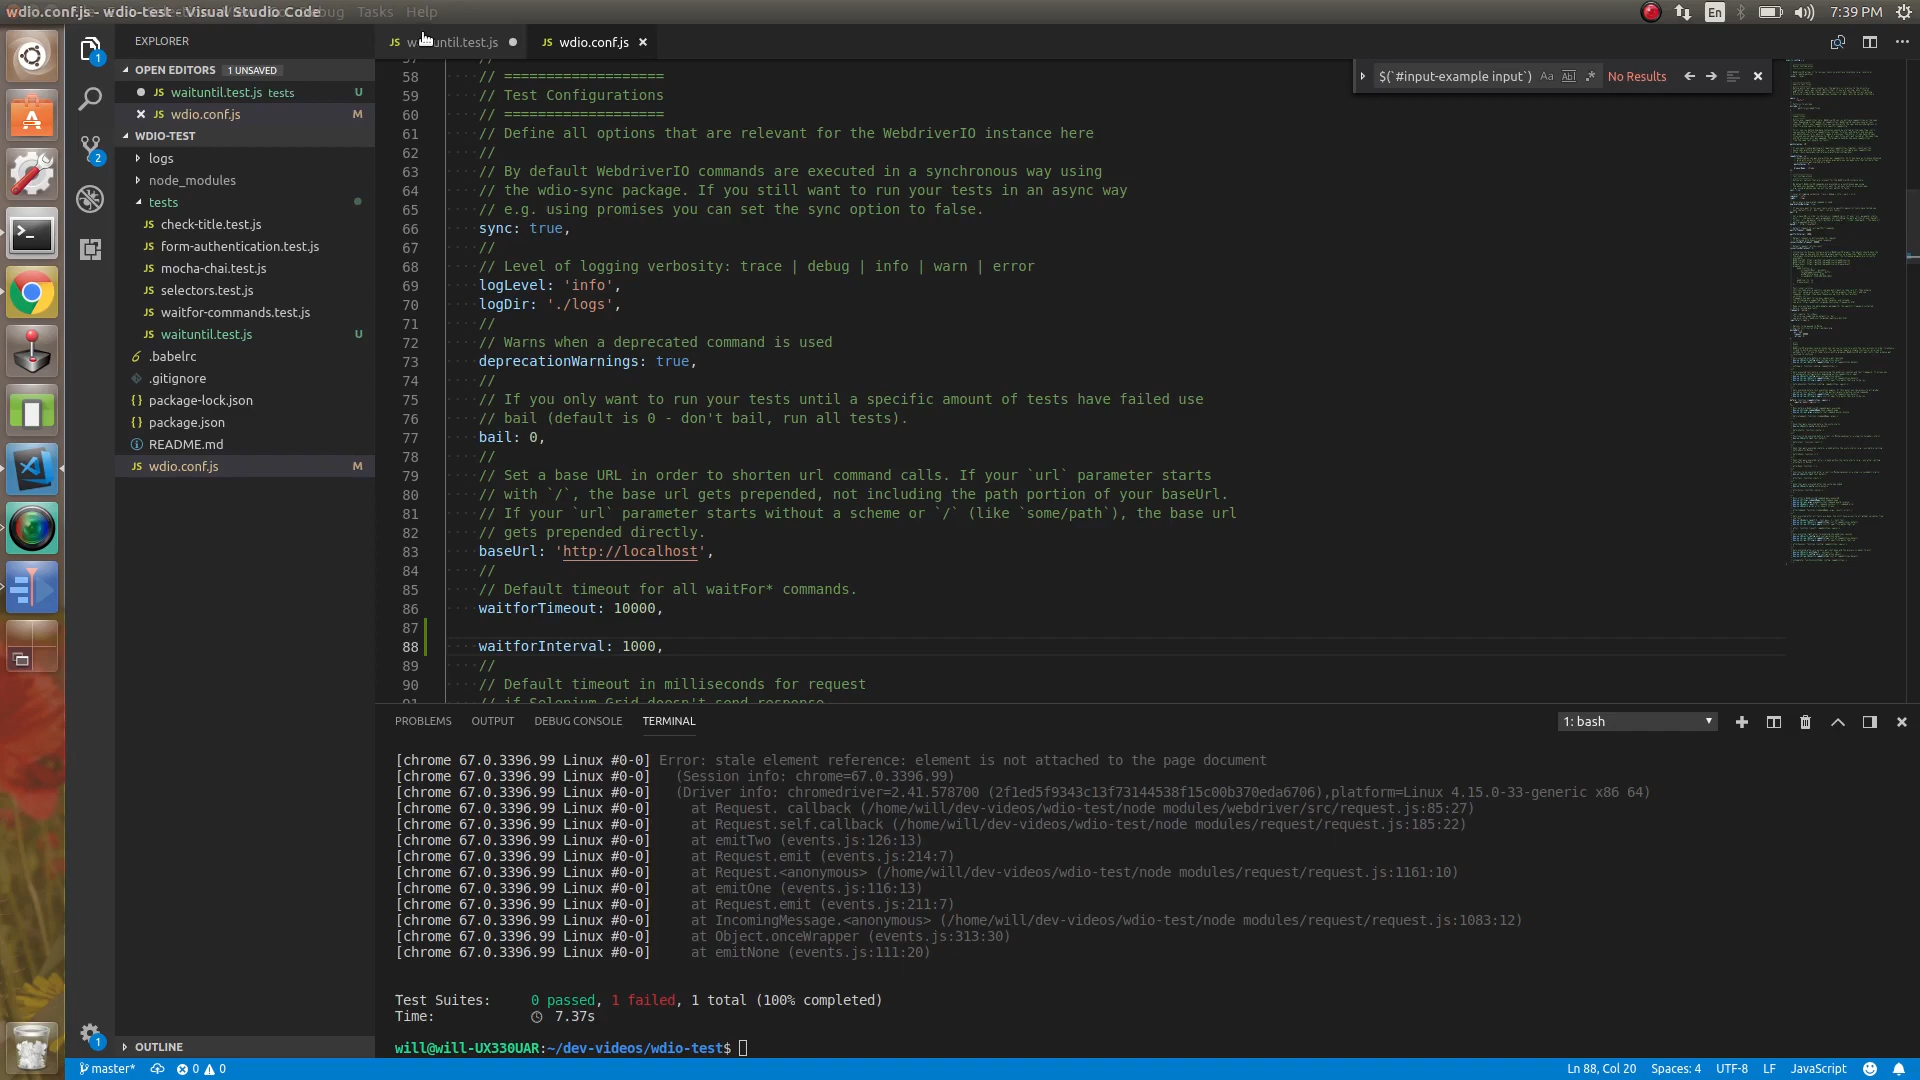 wdio.conf.js - wdio-test - Visual Studio Code
Tasks Help
En
7:39 PM
EXPLORER
OPEN EDITORS 1 UNSAVED
JS waituntil.test.js tests U
JS wdio.conf.js M
WDIO-TEST
logs
node_modules
tests
JS check-title.test.js
JS form-authentication.test.js
JS mocha-chai.test.js
JS selectors.test.js
JS waitfor-commands.test.js
JS waituntil.test.js U
.babelrc
.gitignore
{ } package-lock.json
{ } package.json
README.md
JS wdio.conf.js M
OUTLINE
1
2
1
JS waituntil.test.js
JS wdio.conf.js
$(`#input-example input`) Aa Abl .* No Results
58 // ===================
59 // Test Configurations
60 // ===================
61 // Define all options that are relevant for the WebdriverIO instance here
62 //
63 // By default WebdriverIO commands are executed in a synchronous way using
64 // the wdio-sync package. If you still want to run your tests in an async way
65 // e.g. using promises you can set the sync option to false.
66 sync: true,
67 //
68 // Level of logging verbosity: trace | debug | info | warn | error
69 logLevel: 'info',
70 logDir: './logs',
71 //
72 // Warns when a deprecated command is used
73 deprecationWarnings: true,
74 //
75 // If you only want to run your tests until a specific amount of tests have failed use
76 // bail (default is 0 - don't bail, run all tests).
77 bail: 0,
78 //
79 // Set a base URL in order to shorten url command calls. If your `url` parameter starts
80 // with `/`, the base url gets prepended, not including the path portion of your baseUrl.
81 // If your `url` parameter starts without a scheme or `/` (like `some/path`), the base url
82 // gets prepended directly.
83 baseUrl: 'http://localhost',
84 //
85 // Default timeout for all waitFor* commands.
86 waitforTimeout: 10000,
87
88 waitforInterval: 1000,
89 //
90 // Default timeout in milliseconds for request
91 // if Selenium Grid doesn't send response
PROBLEMS OUTPUT DEBUG CONSOLE TERMINAL
1: bash
[chrome 67.0.3396.99 Linux #0-0] Error: stale element reference: element is not attached to the page document
[chrome 67.0.3396.99 Linux #0-0] (Session info: chrome=67.0.3396.99)
[chrome 67.0.3396.99 Linux #0-0] (Driver info: chromedriver=2.41.578700 (2f1ed5f9343c13f73144538f15c00b370eda6706),platform=Linux 4.15.0-33-generic x86 64)
[chrome 67.0.3396.99 Linux #0-0] at Request. callback (/home/will/dev-videos/wdio-test/node modules/webdriver/src/request.js:85:27)
[chrome 67.0.3396.99 Linux #0-0] at Request.self.callback (/home/will/dev-videos/wdio-test/node modules/request/request.js:185:22)
[chrome 67.0.3396.99 Linux #0-0] at emitTwo (events.js:126:13)
[chrome 67.0.3396.99 Linux #0-0] at Request.emit (events.js:214:7)
[chrome 67.0.3396.99 Linux #0-0] at Request.<anonymous> (/home/will/dev-videos/wdio-test/node modules/request/request.js:1161:10)
[chrome 67.0.3396.99 Linux #0-0] at emitOne (events.js:116:13)
[chrome 67.0.3396.99 Linux #0-0] at Request.emit (events.js:211:7)
[chrome 67.0.3396.99 Linux #0-0] at IncomingMessage.<anonymous> (/home/will/dev-videos/wdio-test/node modules/request/request.js:1083:12)
[chrome 67.0.3396.99 Linux #0-0] at Object.onceWrapper (events.js:313:30)
[chrome 67.0.3396.99 Linux #0-0] at emitNone (events.js:111:20)
Test Suites: 0 passed, 1 failed, 1 total (100% completed)
Time: 7.37s
will@will-UX330UAR:~/dev-videos/wdio-test$
master* 0 0
Ln 88, Col 20 Spaces: 4 UTF-8 LF JavaScript